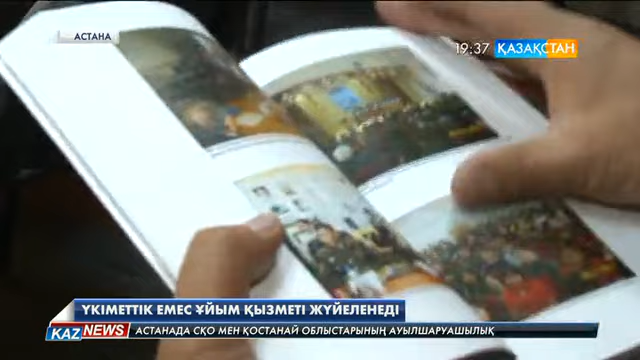 АСТАНА
19:37 ҚАЗАҚСТАН
ҮКІМЕТТІК ЕМЕС ҰЙЫМ ҚЫЗМЕТІ ЖҮЙЕЛЕНЕДІ
KAZ NEWS АСТАНАДА СҚО МЕН ҚОСТАНАЙ ОБЛЫСТАРЫНЫҢ АУЫЛШАРУАШЫЛЫҚ